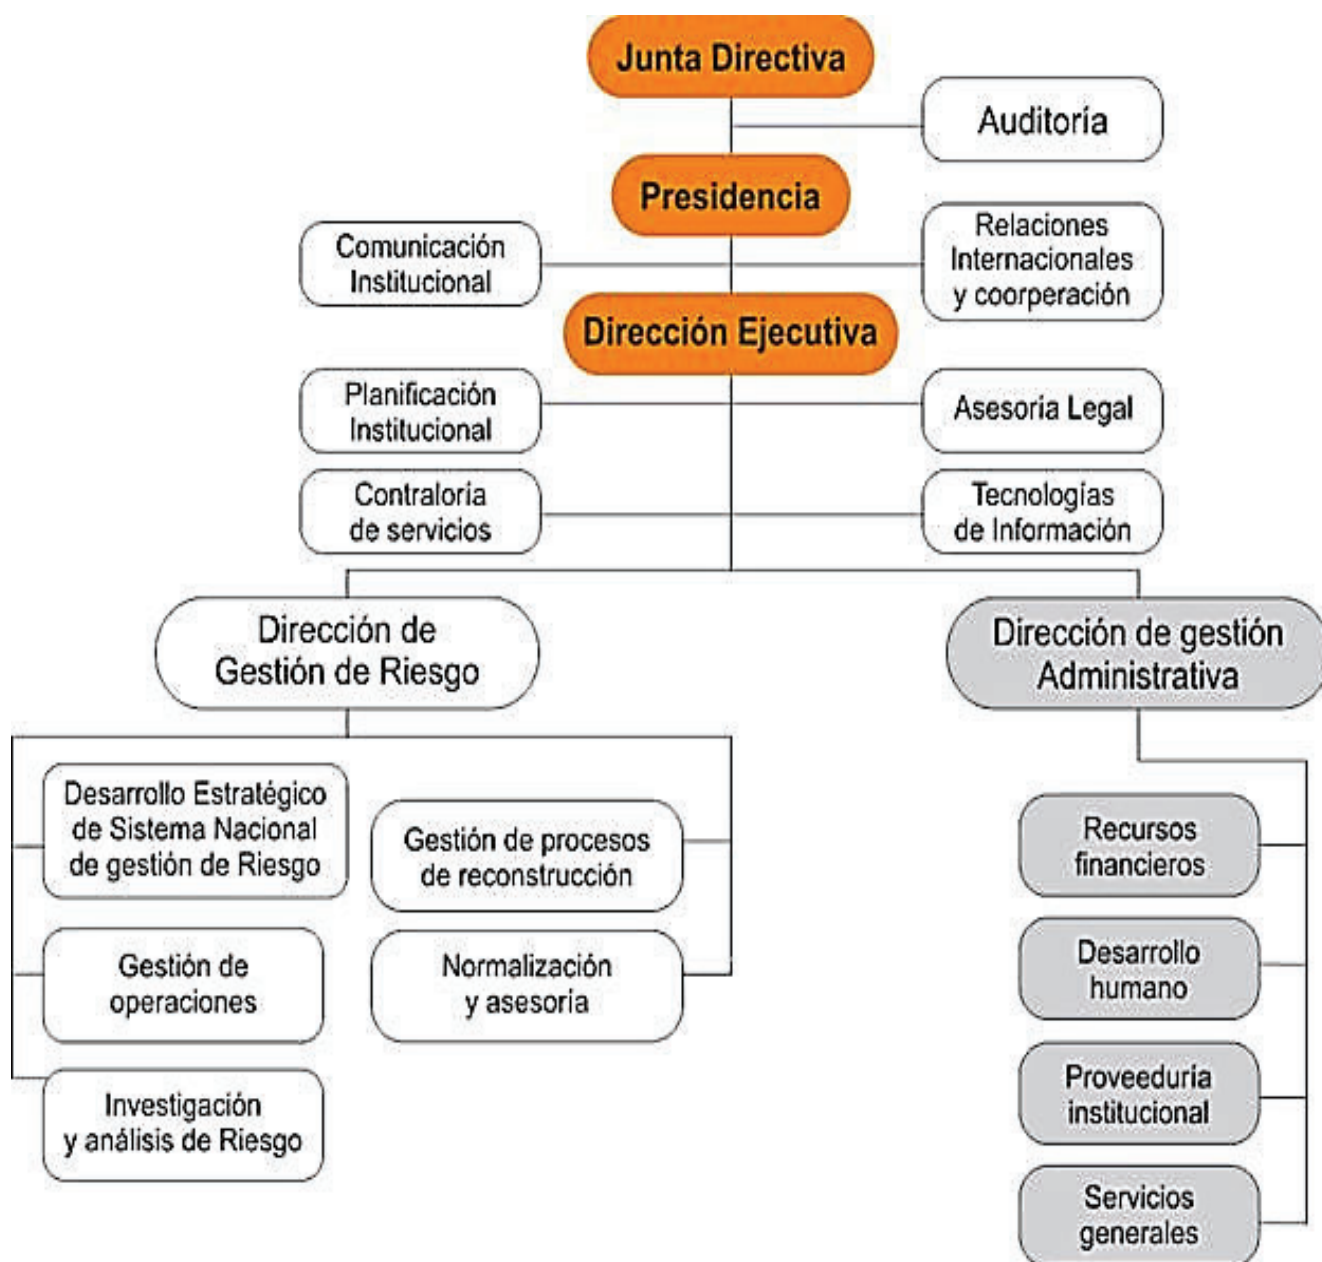 Junta Directiva
Auditoría
Presidencia
Comunicación
Institucional
Relaciones
Internacionales
y coorperación
Dirección Ejecutiva
Planificación
Institucional
Asesoría Legal
Contraloría
de servicios
Tecnologías
de Información
Dirección de
Gestión de Riesgo
Dirección de gestión
Administrativa
Desarrollo Estratégico
de Sistema Nacional
de gestión de Riesgo
Gestión de procesos
de reconstrucción
Recursos
financieros
Gestión de
operaciones
Normalización
y asesoría
Desarrollo
humano
Investigación
y análisis de Riesgo
Proveeduría
institucional
Servicios
generales